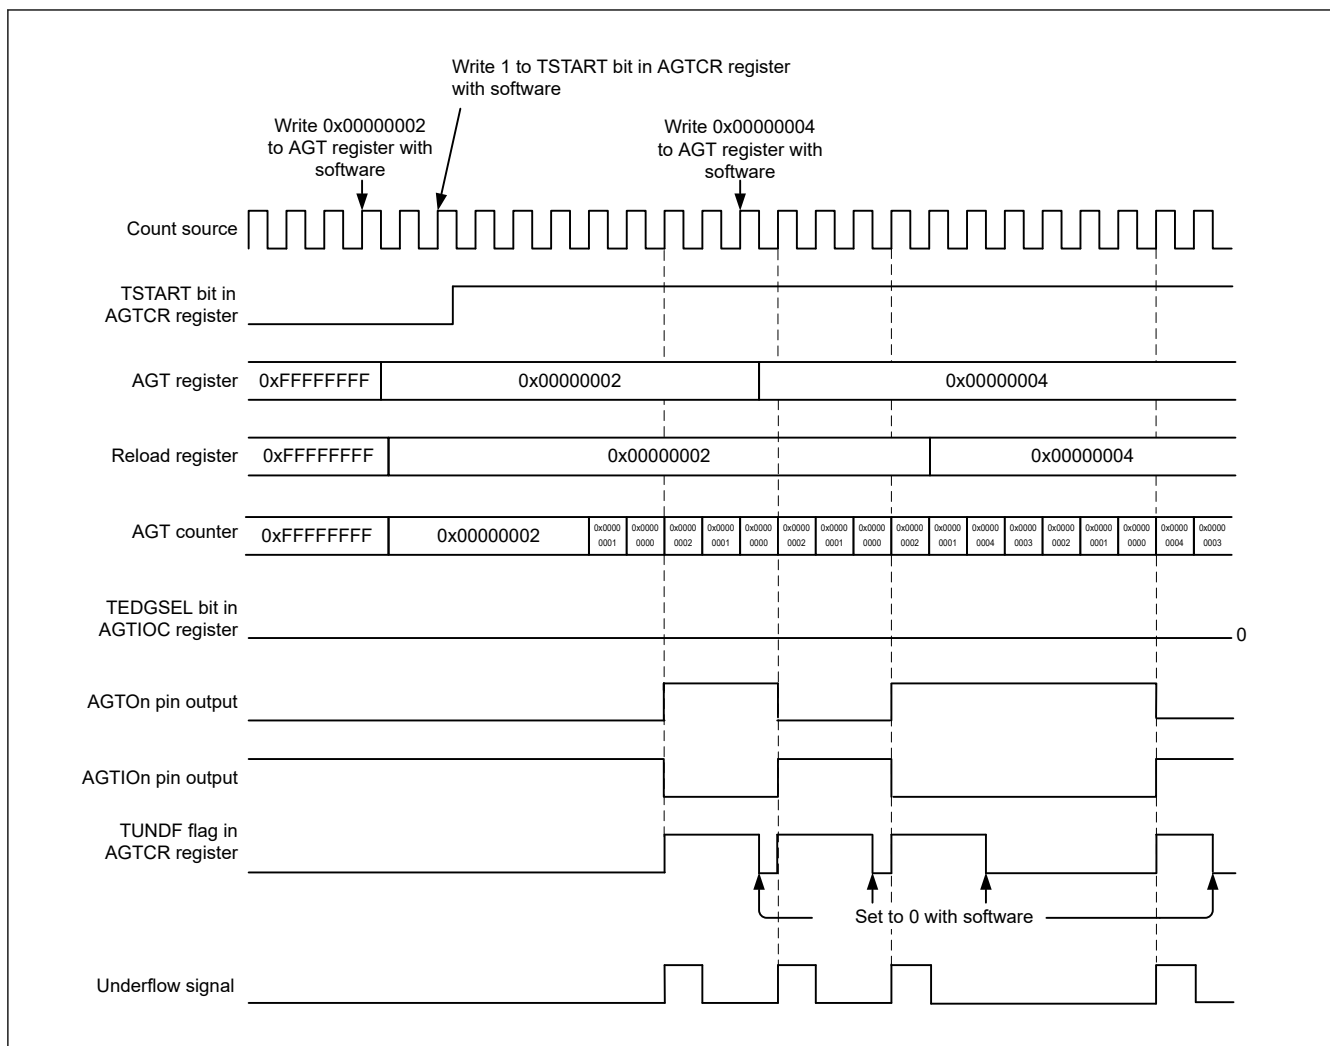 Write 1 to TSTART bit in AGTCR register
with software
Write 0x00000002
to AGT register with
software
Write 0x00000004
to AGT register with
software
Count source
TSTART bit in
AGTCR register
AGT register
0xFFFFFFFF
0x00000002
0x00000004
Reload register
0xFFFFFFFF
0x00000002
0x00000004
AGT counter
0xFFFFFFFF
0x00000002
0x0000
0001
0x0000
0000
0x0000
0002
0x0000
0001
0x0000
0000
0x0000
0002
0x0000
0001
0x0000
0000
0x0000
0002
0x0000
0001
0x0000
0004
0x0000
0003
0x0000
0002
0x0000
0001
0x0000
0000
0x0000
0004
0x0000
0003
TEDGSEL bit in
AGTIOC register
0
AGTOn pin output
AGTIOn pin output
TUNDF flag in
AGTCR register
Set to 0 with software
Underflow signal